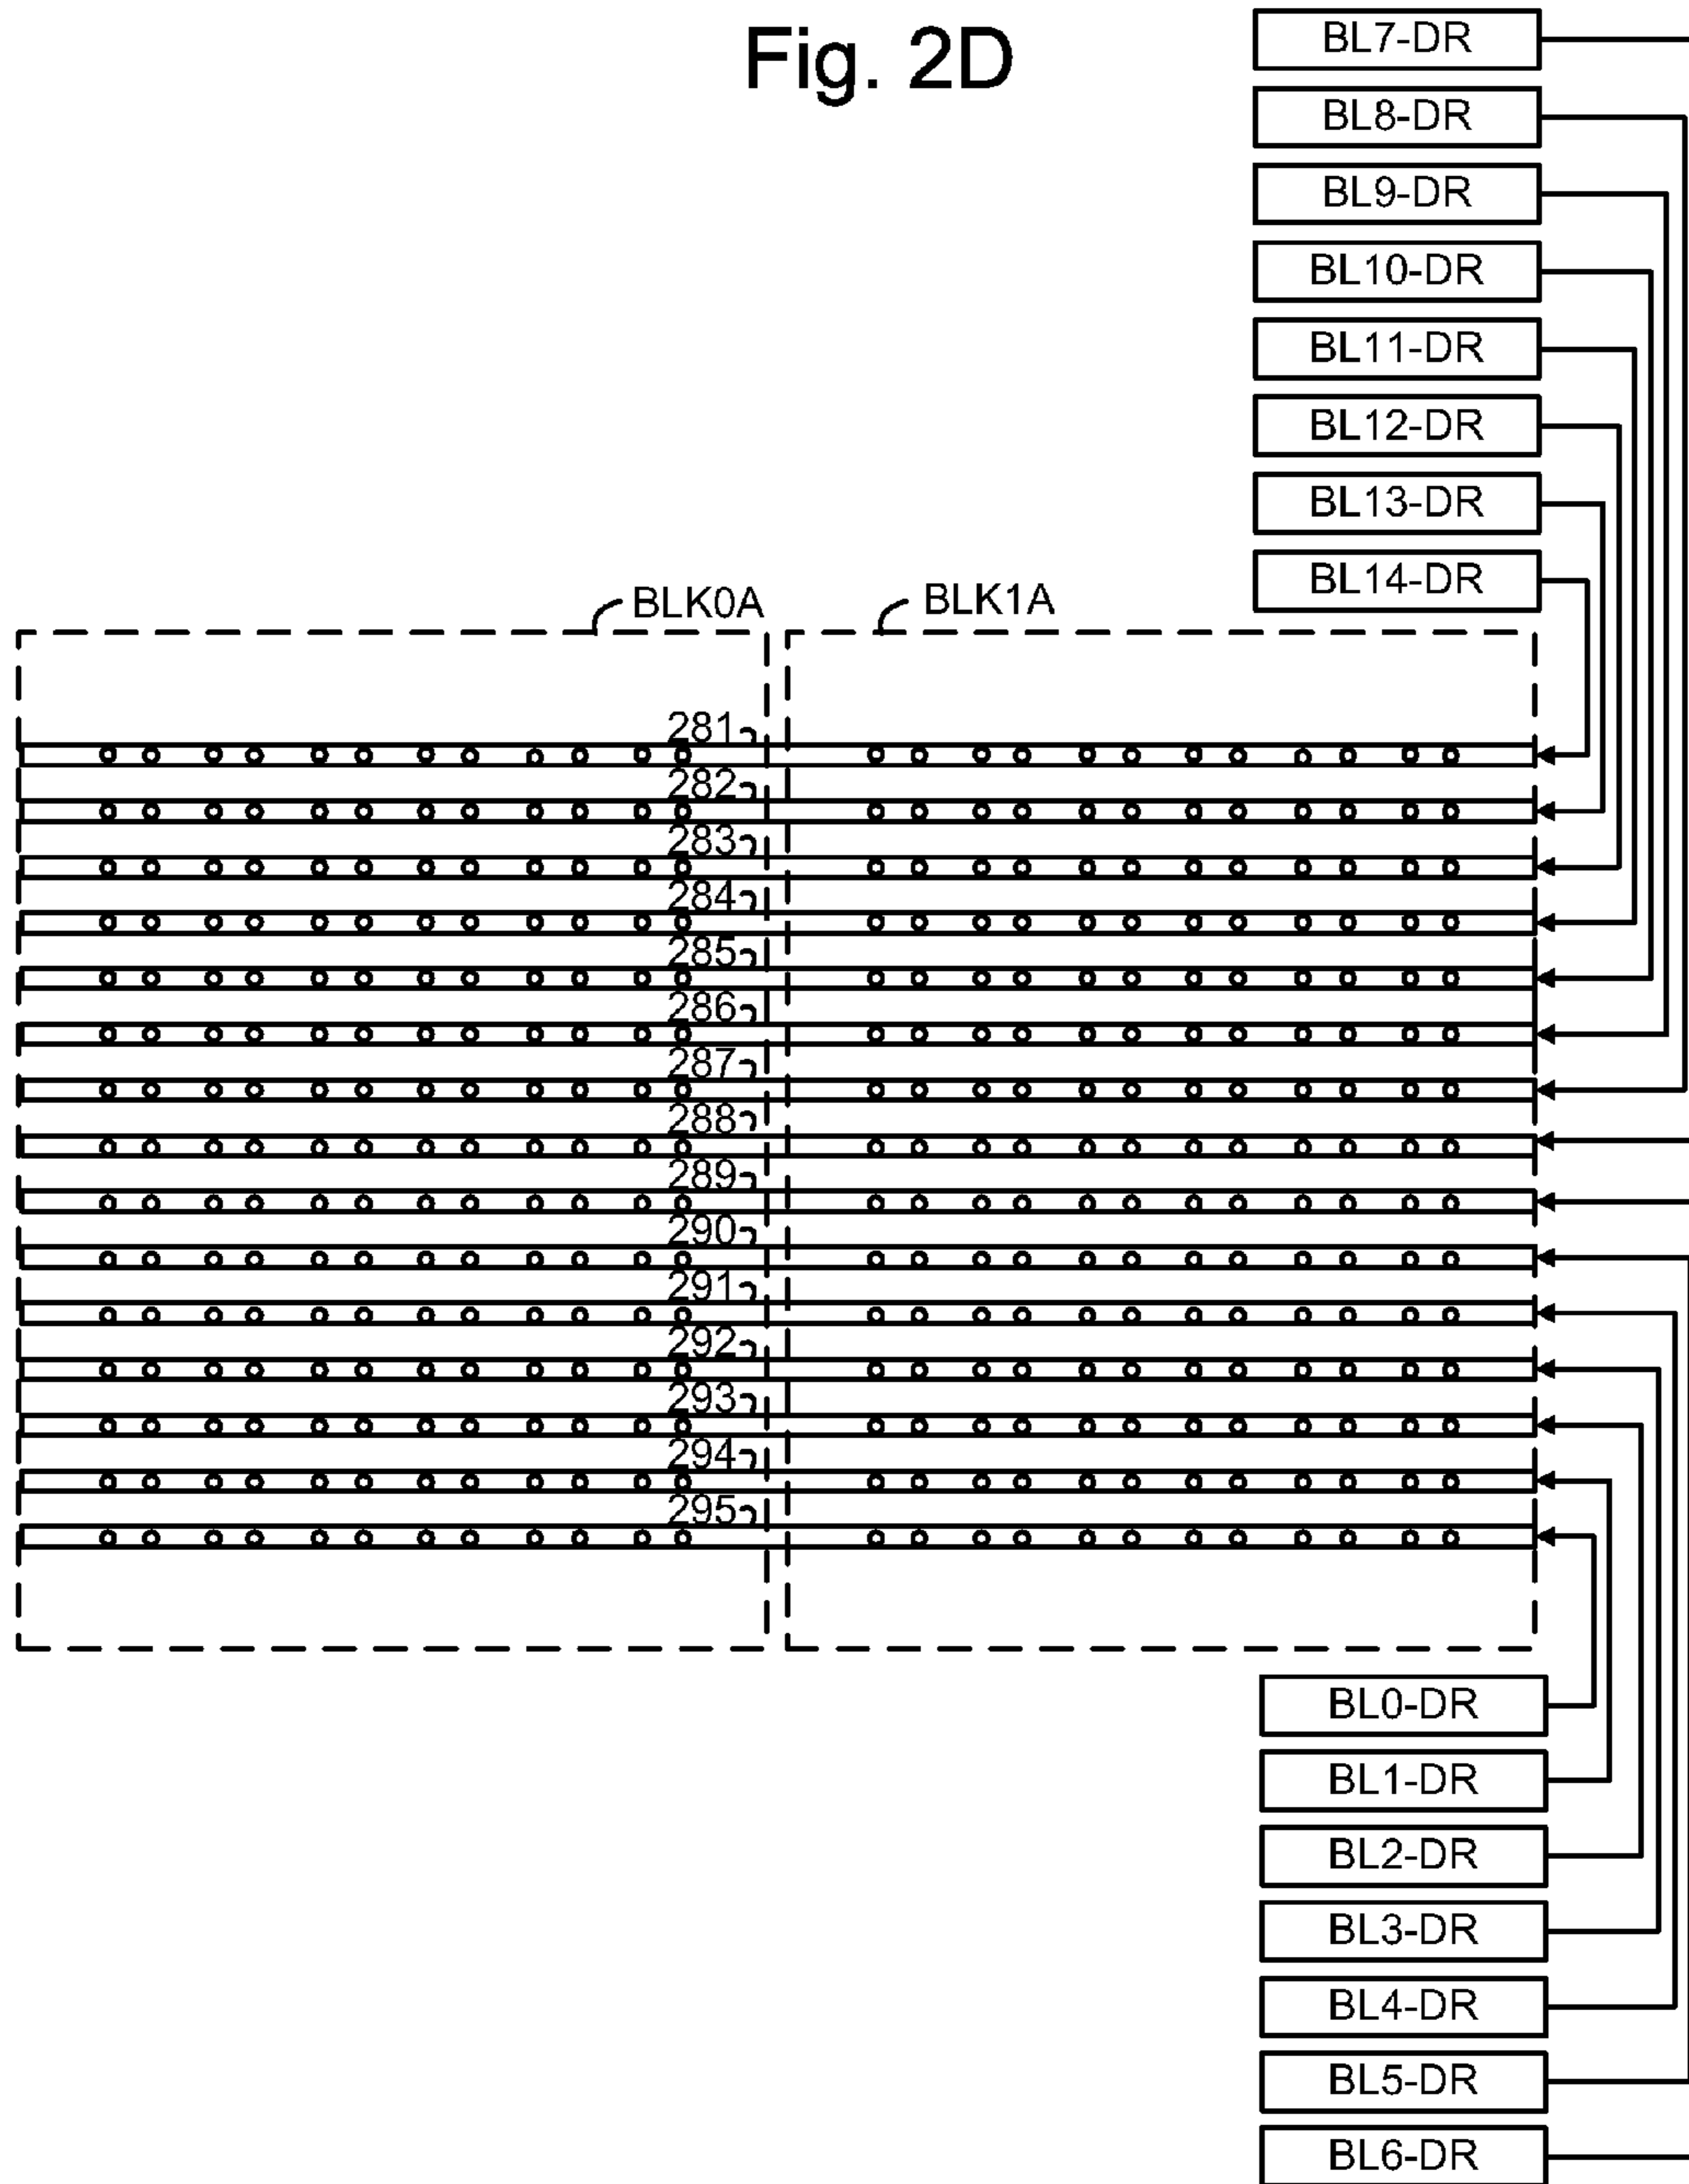 Fig. 2D
BL7-DR
BL8-DR
BL9-DR
BL10-DR
BL11-DR
BL12-DR
BL13-DR
BL14-DR
BLK0A
BLK1A
281
282
283
284
285
286
287
288
289
290
291
292
293
294
295
BL0-DR
BL1-DR
BL2-DR
BL3-DR
BL4-DR
BL5-DR
BL6-DR